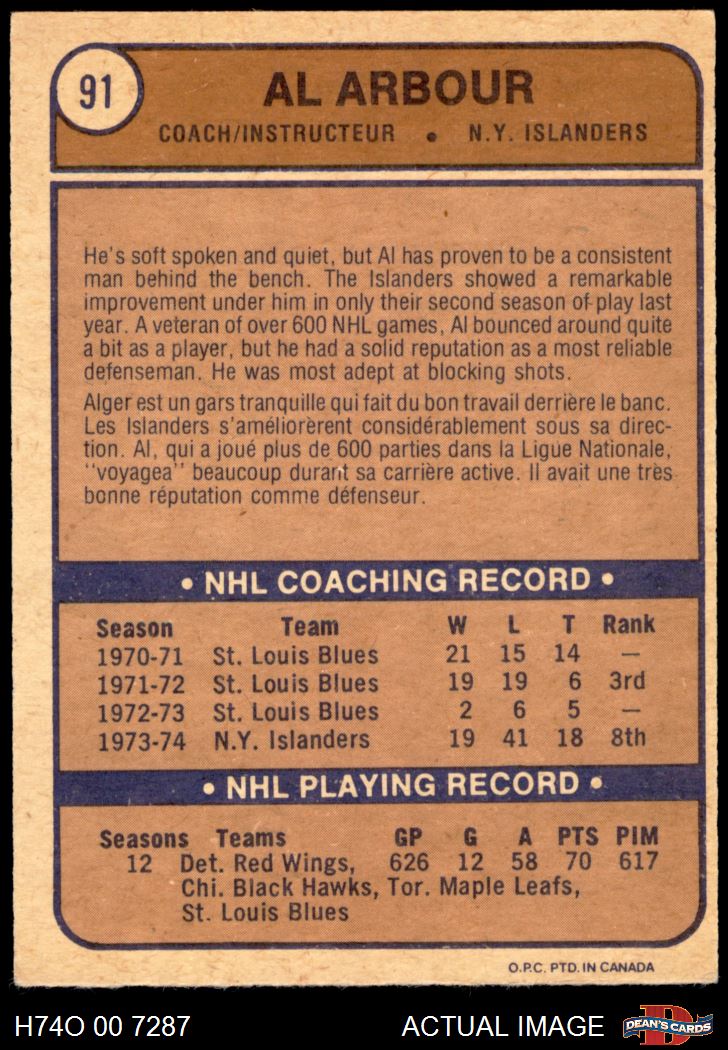 91
AL ARBOUR
COACH/INSTRUCTEUR • N.Y. ISLANDERS
He's soft spoken and quiet, but Al has proven to be a consistent
man behind the bench. The Islanders showed a remarkable
improvement under him in only their second season of play last
year. A veteran of over 600 NHL games, Al bounced around quite
a bit as a player, but he had a solid reputation as a most reliable
defenseman. He was most adept at blocking shots.
Alger est un gars tranquille qui fait du bon travail derrière le banc.
Les Islanders s'améliorèrent considérablement sous sa direc-
tion. Al, qui a joué plus de 600 parties dans la Ligue Nationale,
"voyagea" beaucoup durant sa carrière active. Il avait une très
bonne réputation comme défenseur.
• NHL COACHING RECORD •
Season Team W L T Rank
1970-71 St. Louis Blues 21 15 14 —
1971-72 St. Louis Blues 19 19 6 3rd
1972-73 St. Louis Blues 2 6 5 —
1973-74 N.Y. Islanders 19 41 18 8th
• NHL PLAYING RECORD •
Seasons Teams GP G A PTS PIM
12 Det. Red Wings, 626 12 58 70 617
Chi. Black Hawks, Tor. Maple Leafs,
St. Louis Blues
O.P.C. PTD. IN CANADA
H74O 00 7287 ACTUAL IMAGE D DEAN'S CARDS